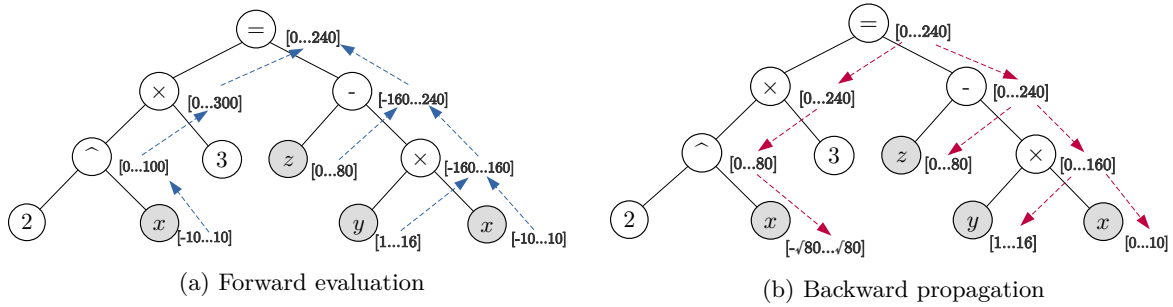 = [0...240]
× [0...300] - [-160...240]
^ [0...100] 3 z [0...80] × [-160...160]
2 x [-10...10] y [1...16] x [-10...10]
(a) Forward evaluation
= [0...240]
× [0...240] - [0...240]
^ [0...80] 3 z [0...80] × [0...160]
2 x [-√80...√80] y [1...16] x [0...10]
(b) Backward propagation